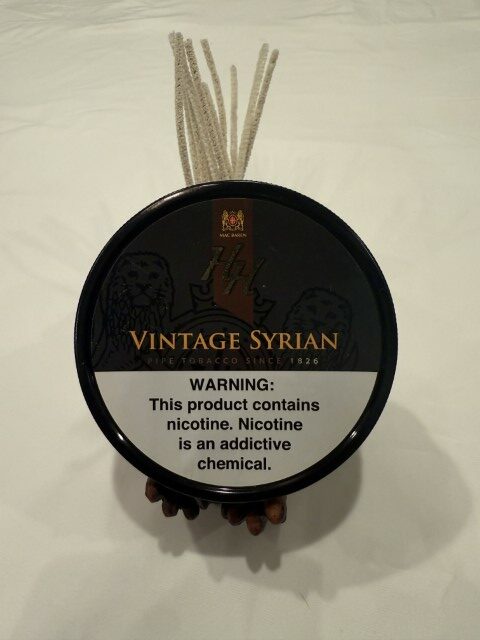 MAC BAREN
HH
VINTAGE SYRIAN
PIPE TOBACCO SINCE 1826
WARNING:
This product contains
nicotine. Nicotine
is an addictive
chemical.